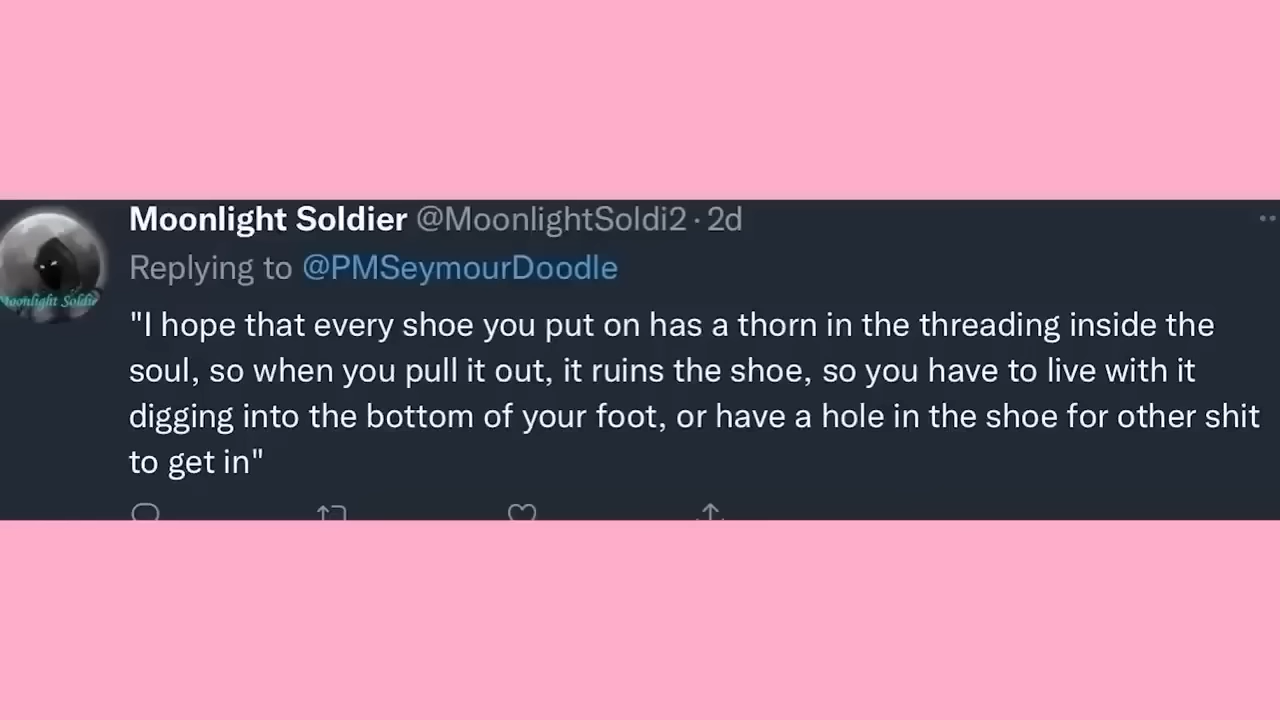 Moonlight Soldier @MoonlightSoldi2 · 2d
Replying to @PMSeymourDoodle
"I hope that every shoe you put on has a thorn in the threading inside the
soul, so when you pull it out, it ruins the shoe, so you have to live with it
digging into the bottom of your foot, or have a hole in the shoe for other shit
to get in"
Moonlight Soldie